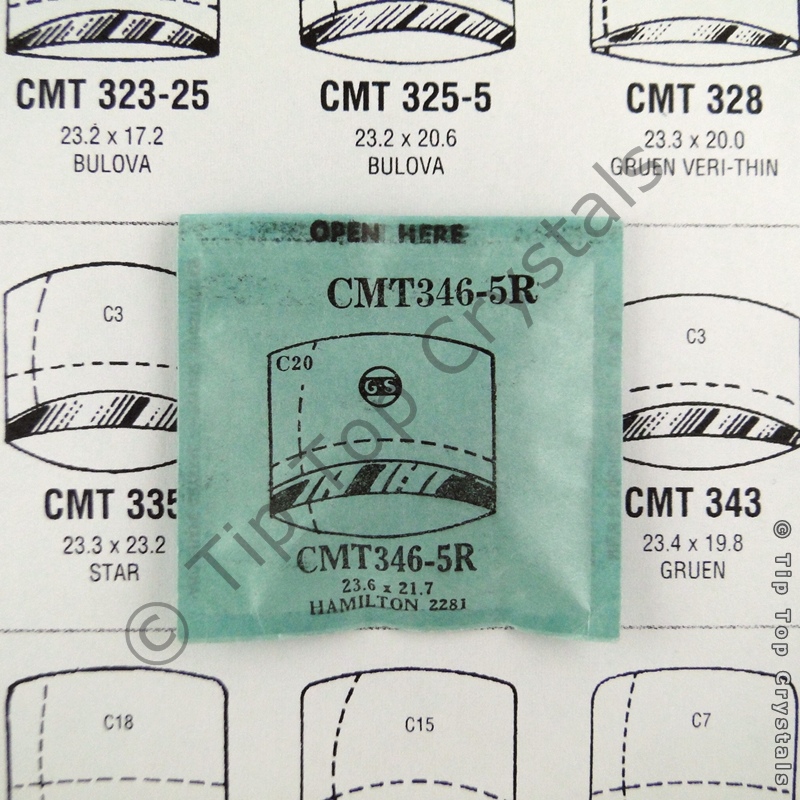 CMT 323-25
23.2 x 17.2
BULOVA
CMT 325-5
23.2 x 20.6
BULOVA
CMT 328
23.3 x 20.0
GRUEN VERI-THIN
C3
CMT 335
23.3 x 23.2
STAR
OPEN HERE
CMT346-5R
C20
G-S
CMT346-5R
23.6 x 21.7
HAMILTON 2281
C3
CMT 343
23.4 x 19.8
GRUEN
C18
C15
C7
© Tip Top Crystals
© Tip Top Crystals